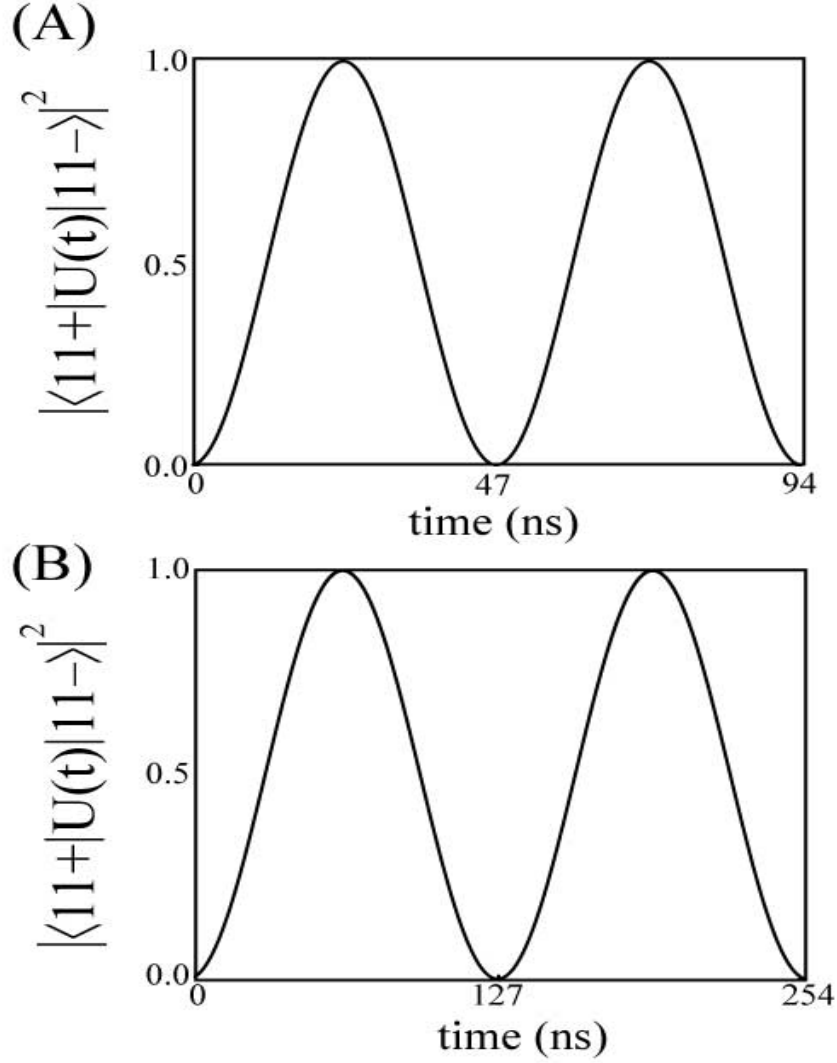 (A)
|⟨11+|U(t)|11−⟩|²
1.0
0.5
0.0
0 47 94
time (ns)
(B)
|⟨11+|U(t)|11−⟩|²
1.0
0.5
0.0
0 127 254
time (ns)